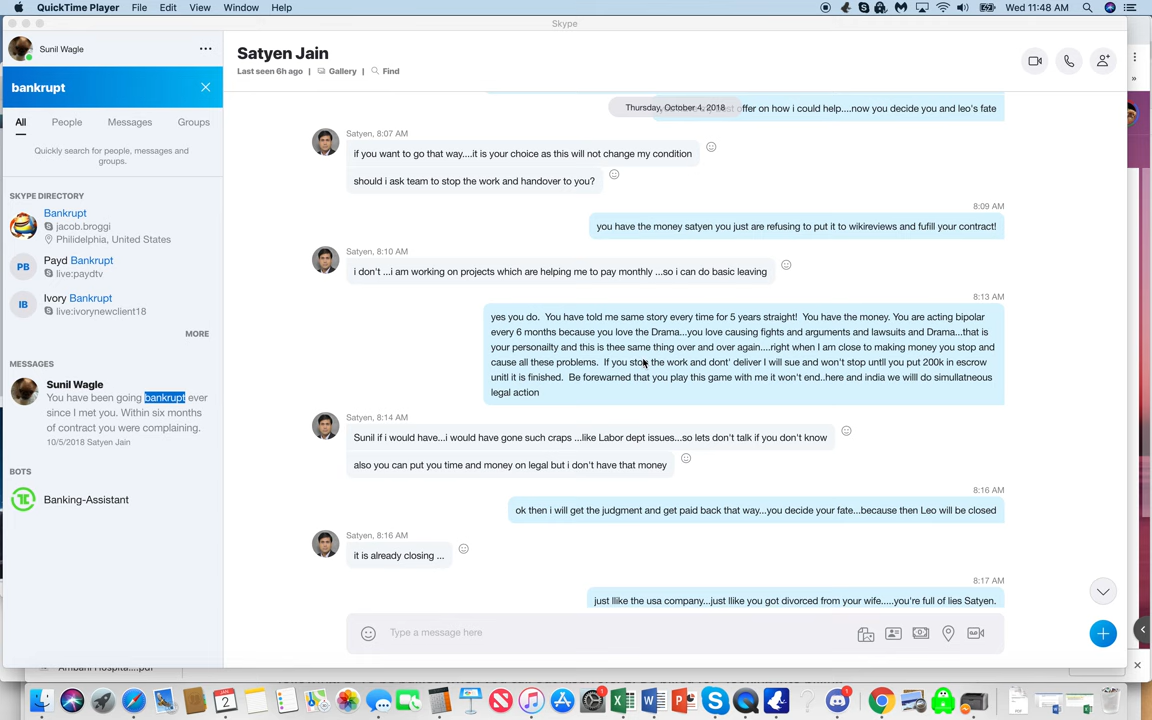 QuickTime Player File Edit View Window Help
Wed 11:48 AM
Skype
Sunil Wagle
bankrupt
All People Messages Groups
Quickly search for people, messages and
groups.
SKYPE DIRECTORY
Bankrupt
jacob.broggi
Philidelphia, United States
PB
Payd Bankrupt
live:paydtv
IB
Ivory Bankrupt
live:ivorynewclient18
MORE
MESSAGES
Sunil Wagle
You have been going bankrupt ever
since I met you. Within six months
of contract you were complaining.
10/5/2018 Satyen Jain
BOTS
Banking-Assistant
Satyen Jain
Last seen 6h ago | Gallery | Find
Thursday, October 4, 2018
offer on how i could help....now you decide you and leo's fate
Satyen, 8:07 AM
if you want to go that way....it is your choice as this will not change my condition
should i ask team to stop the work and handover to you?
8:09 AM
you have the money satyen you just are refusing to put it to wikireviews and fufill your contract!
Satyen, 8:10 AM
i don't ...i am working on projects which are helping me to pay monthly ...so i can do basic leaving
8:13 AM
yes you do. You have told me same story every time for 5 years straight! You have the money. You are acting bipolar
every 6 months because you love the Drama...you love causing fights and arguments and lawsuits and Drama...that is
your personailty and this is thee same thing over and over again....right when I am close to making money you stop and
cause all these problems. If you stop the work and dont' deliver I will sue and won't stop untll you put 200k in escrow
unitl it is finished. Be forewarned that you play this game with me it won't end..here and india we willl do simullatneous
legal action
Satyen, 8:14 AM
Sunil if i would have...i would have gone such craps ...like Labor dept issues...so lets don't talk if you don't know
also you can put you time and money on legal but i don't have that money
8:16 AM
ok then i will get the judgment and get paid back that way...you decide your fate...because then Leo will be closed
Satyen, 8:16 AM
it is already closing ...
8:17 AM
just llike the usa company...just llike you got divorced from your wife.....you're full of lies Satyen.
Type a message here
Ambani Hospita....pdf